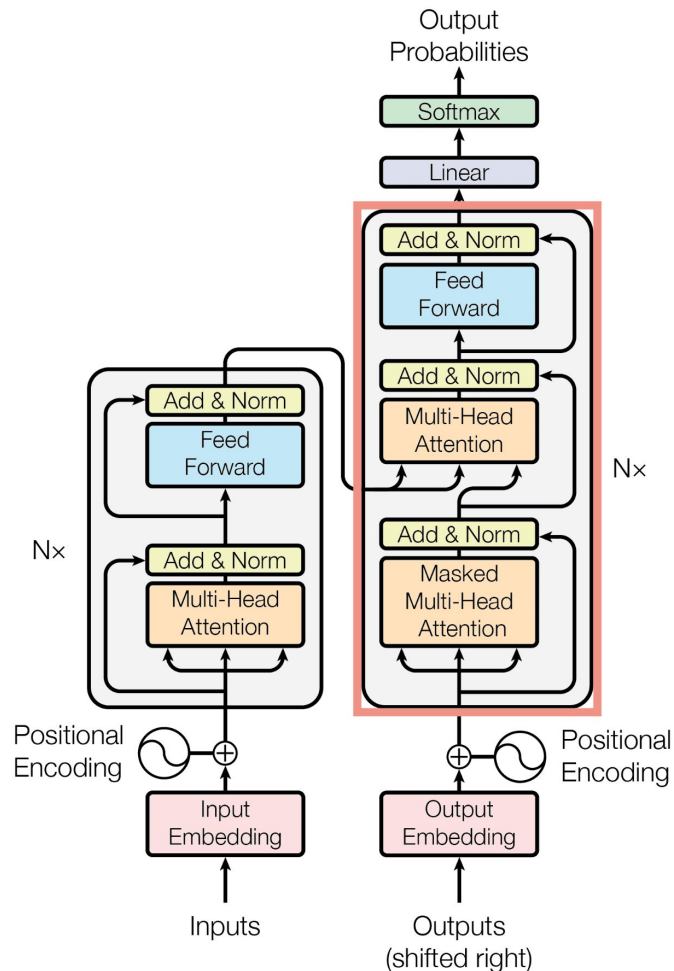 Output
Probabilities
Softmax
Linear
Add & Norm
Feed
Forward
Add & Norm
Multi-Head
Attention
N×
Add & Norm
Masked
Multi-Head
Attention
Add & Norm
Feed
Forward
N×
Add & Norm
Multi-Head
Attention
Positional
Encoding
Positional
Encoding
Input
Embedding
Output
Embedding
Inputs
Outputs
(shifted right)